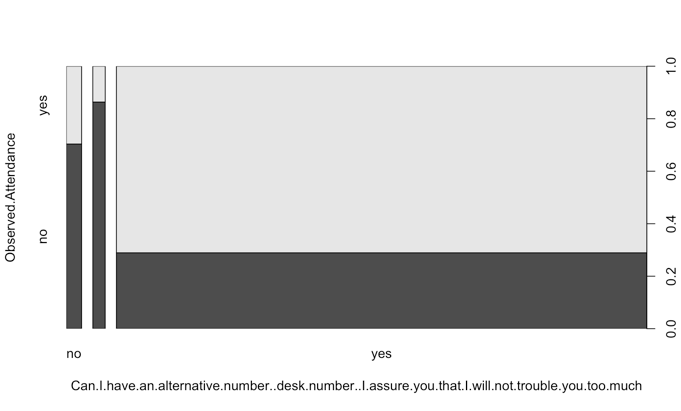 Observed.Attendance
yes
no
1.0
0.8
0.6
0.4
0.2
0.0
no
yes
Can.I.have.an.alternative.number..desk.number..I.assure.you.that.I.will.not.trouble.you.too.much